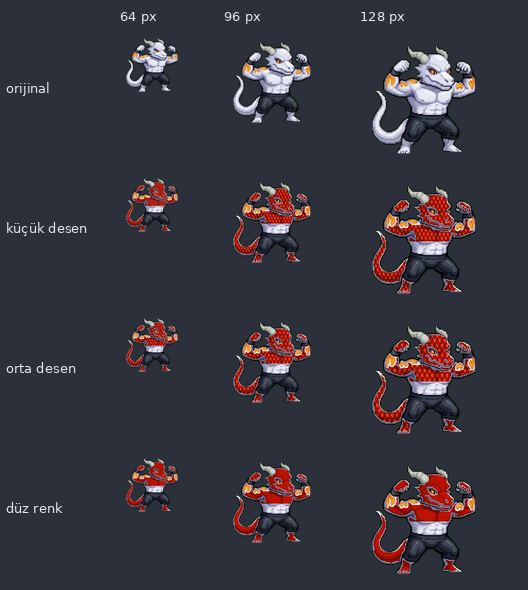 64 px 96 px 128 px
orijinal
küçük desen
orta desen
düz renk